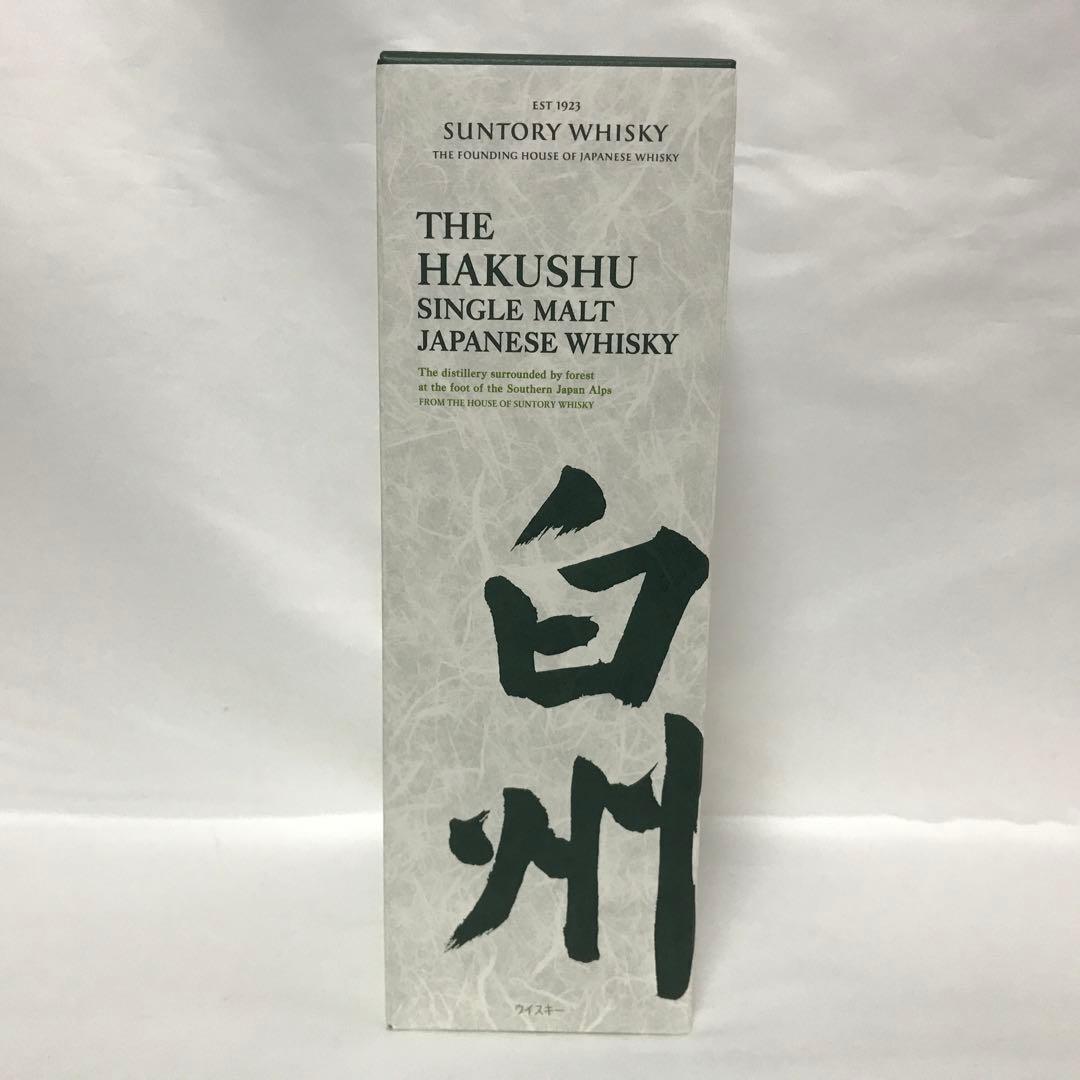 EST 1923
SUNTORY WHISKY
THE FOUNDING HOUSE OF JAPANESE WHISKY
THE
HAKUSHU
SINGLE MALT
JAPANESE WHISKY
The distillery surrounded by forest
at the foot of the Southern Japan Alps
FROM THE HOUSE OF SUNTORY WHISKY
白
州
ウイスキー